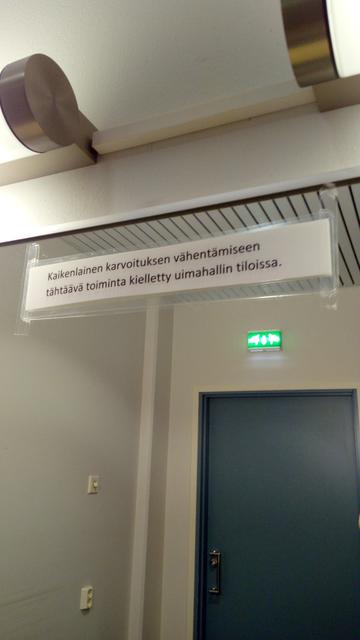 Kaikenlainen karvoituksen vähentämiseen
tähtäävä toiminta kielletty uimahallin tiloissa.